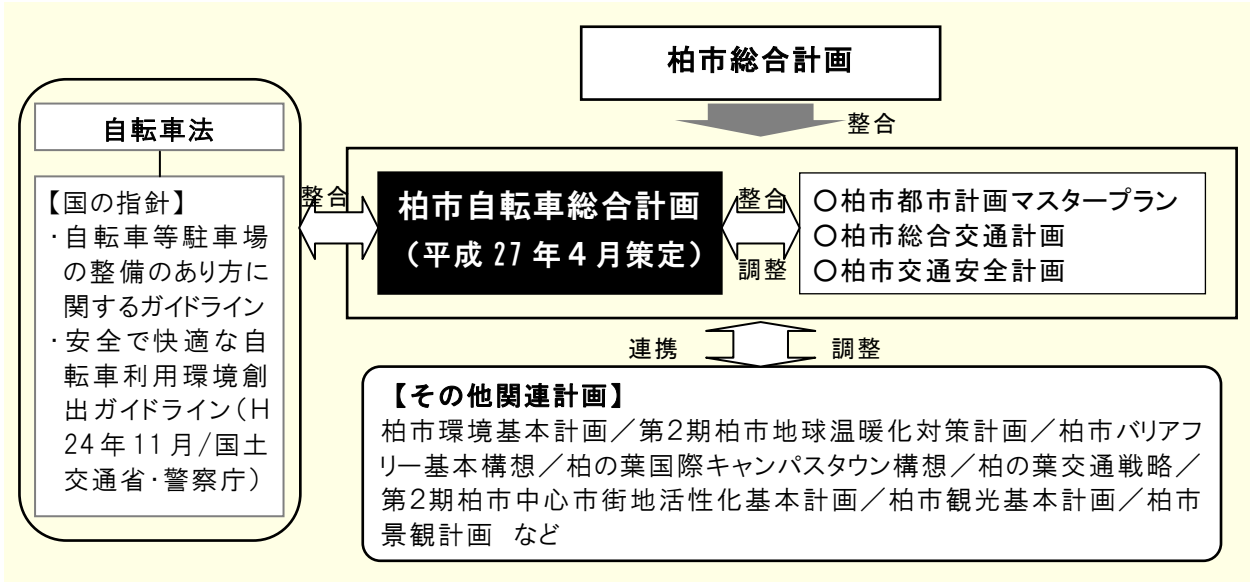 柏市総合計画
整合
自転車法
【国の指針】
・自転車等駐車場
の整備のあり方に
関するガイドライン
・安全で快適な自
転車利用環境創
出ガイドライン(H
24年11月/国土
交通省・警察庁)
整合
柏市自転車総合計画
(平成27年4月策定)
整合
調整
○柏市都市計画マスタープラン
○柏市総合交通計画
○柏市交通安全計画
連携
調整
【その他関連計画】
柏市環境基本計画／第2期柏市地球温暖化対策計画／柏市バリアフ
リー基本構想／柏の葉国際キャンパスタウン構想／柏の葉交通戦略／
第2期柏市中心市街地活性化基本計画／柏市観光基本計画／柏市
景観計画 など